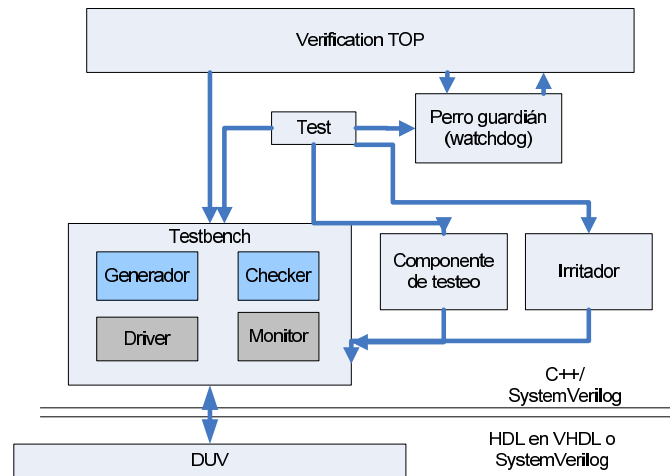 Verification TOP
Perro guardián
(watchdog)
Test
Testbench
Generador
Checker
Driver
Monitor
Componente
de testeo
Irritador
C++/
SystemVerilog
HDL en VHDL o
SystemVerilog
DUV